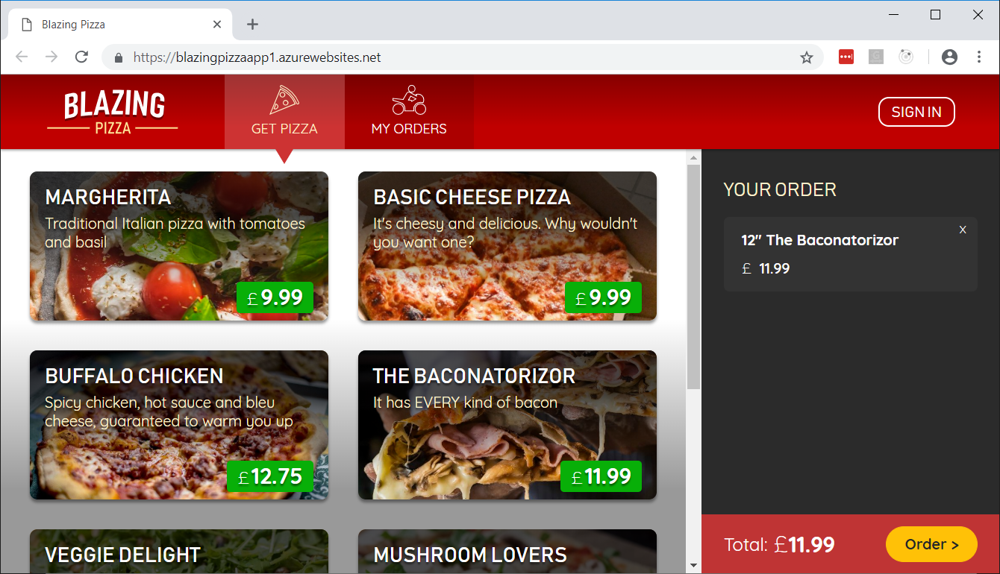 Blazing Pizza
https://blazingpizzaapp1.azurewebsites.net
BLAZING
PIZZA
GET PIZZA
MY ORDERS
SIGN IN
MARGHERITA
Traditional Italian pizza with tomatoes
and basil
£ 9.99
BASIC CHEESE PIZZA
It's cheesy and delicious. Why wouldn't
you want one?
£ 9.99
BUFFALO CHICKEN
Spicy chicken, hot sauce and bleu
cheese, guaranteed to warm you up
£ 12.75
THE BACONATORIZOR
It has EVERY kind of bacon
£ 11.99
VEGGIE DELIGHT
MUSHROOM LOVERS
YOUR ORDER
X
12" The Baconatorizor
£ 11.99
Total: £11.99
Order >